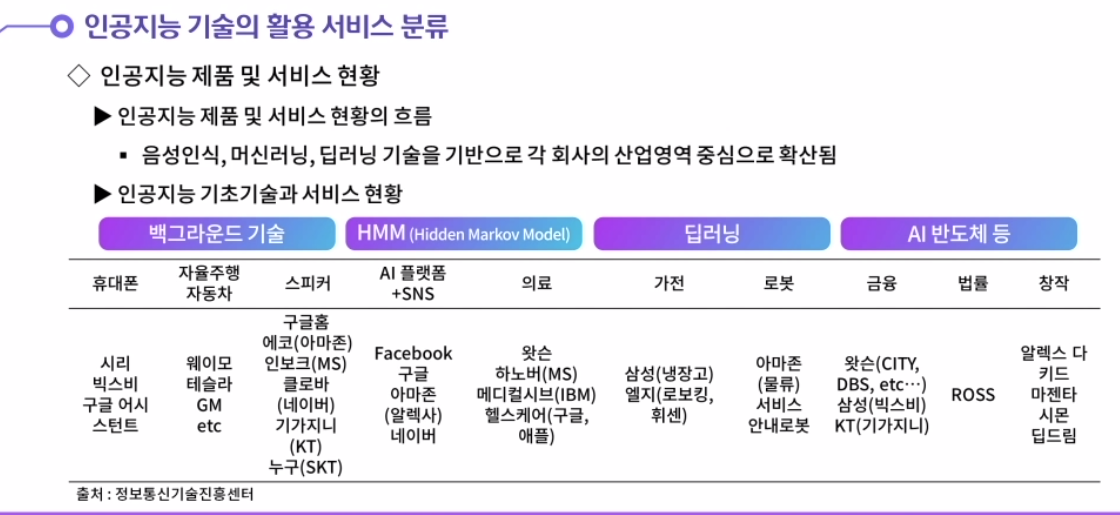 인공지능 기술의 활용 서비스 분류
◇ 인공지능 제품 및 서비스 현황
▶ 인공지능 제품 및 서비스 현황의 흐름
▪ 음성인식, 머신러닝, 딥러닝 기술을 기반으로 각 회사의 산업영역 중심으로 확산됨
▶ 인공지능 기초기술과 서비스 현황
백그라운드 기술
HMM (Hidden Markov Model)
딥러닝
AI 반도체 등
휴대폰
자율주행
자동차
스피커
AI 플랫폼
+SNS
의료
가전
로봇
금융
법률
창작
시리
빅스비
구글 어시
스턴트
웨이모
테슬라
GM
etc
구글홈
에코(아마존)
인보크(MS)
클로바
(네이버)
기가지니
(KT)
누구(SKT)
Facebook
구글
아마존
(알렉사)
네이버
왓슨
하노버(MS)
메디컬시브(IBM)
헬스케어(구글,
애플)
삼성(냉장고)
엘지(로보킹,
휘센)
아마존
(물류)
서비스
안내로봇
왓슨(CITY,
DBS, etc…)
삼성(빅스비)
KT(기가지니)
ROSS
알렉스 다
키드
마젠타
시몬
딥드림
출처 : 정보통신기술진흥센터